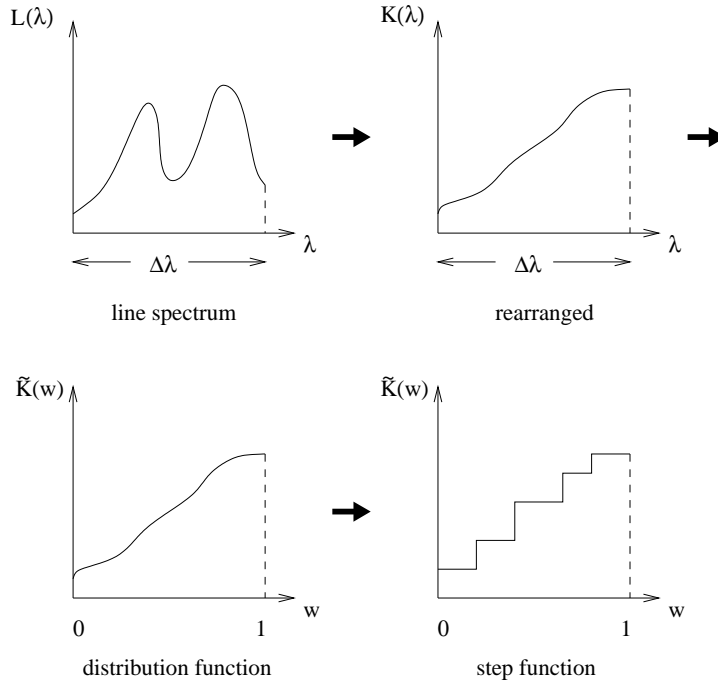 L(λ)
λ
Δλ
line spectrum
K(λ)
λ
Δλ
rearranged
K̃(w)
w
0 1
distribution function
K̃(w)
w
0 1
step function